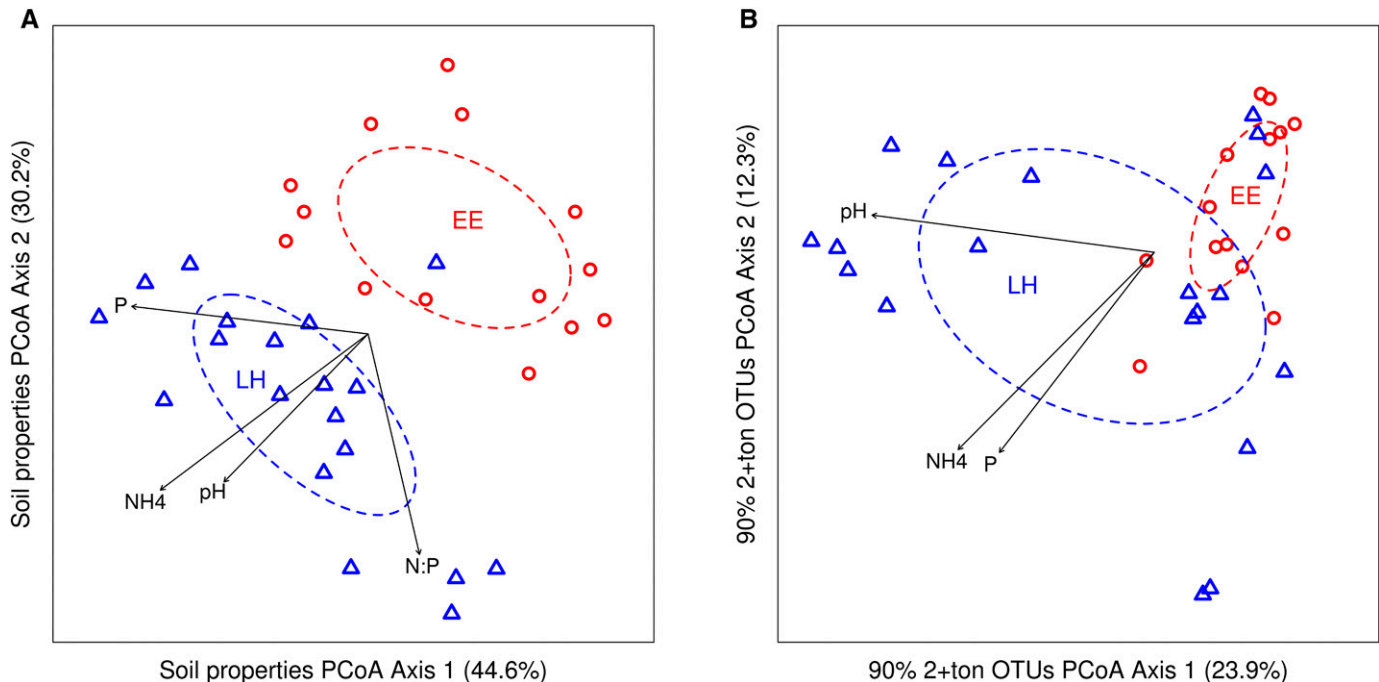 A
Soil properties PCoA Axis 2 (30.2%)
EE
P
LH
NH4
pH
N:P
Soil properties PCoA Axis 1 (44.6%)
B
90% 2+ton OTUs PCoA Axis 2 (12.3%)
EE
pH
LH
NH4
P
90% 2+ton OTUs PCoA Axis 1 (23.9%)